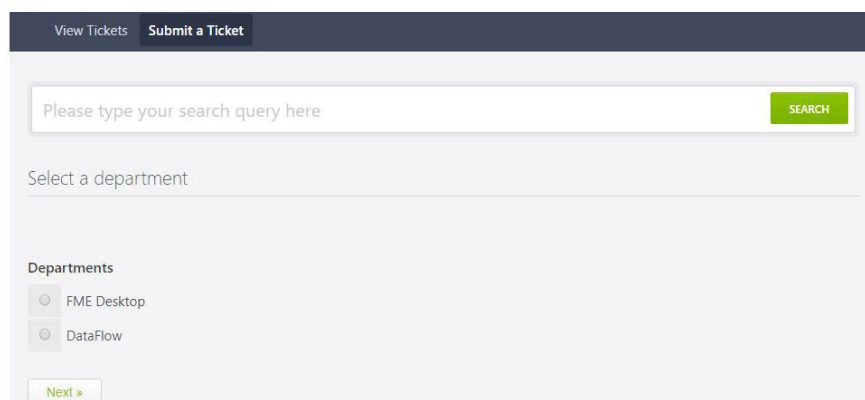 View Tickets Submit a Ticket
Please type your search query here SEARCH
Select a department
Departments
FME Desktop
DataFlow
Next »